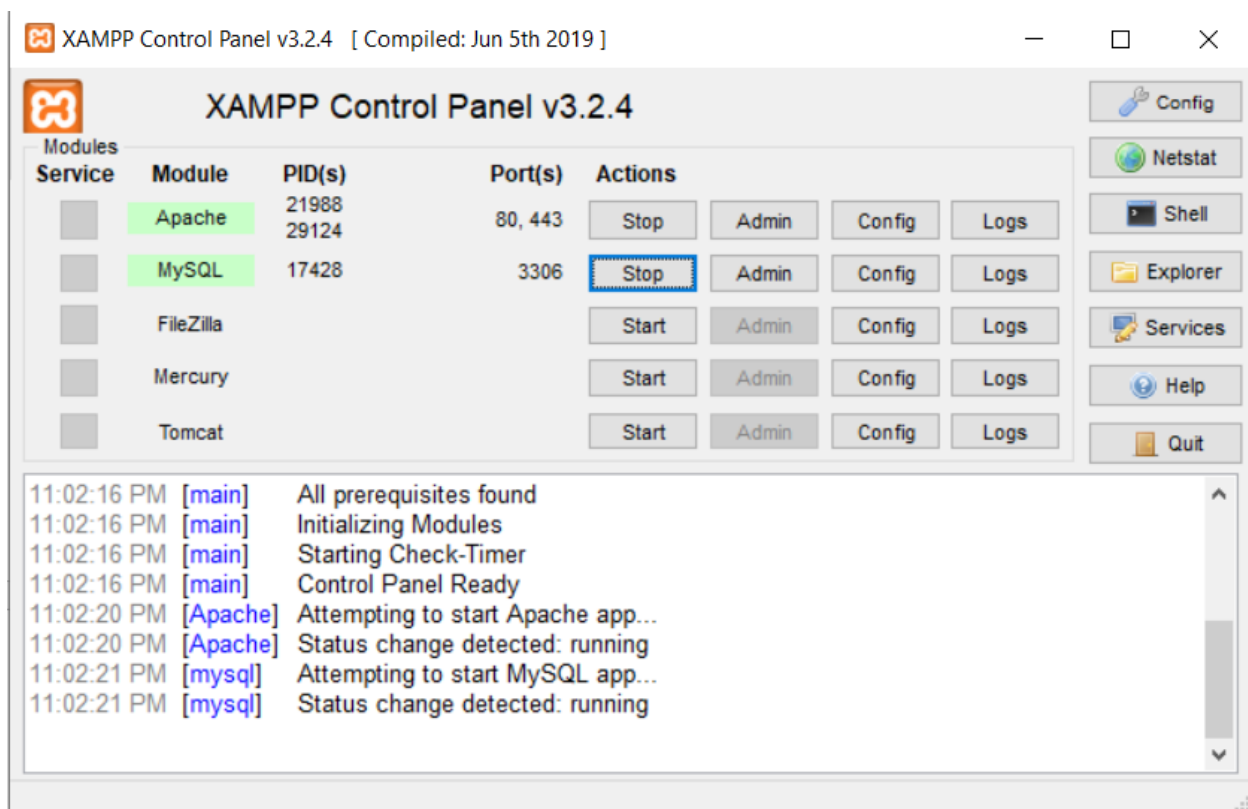 XAMPP Control Panel v3.2.4 [ Compiled: Jun 5th 2019 ]
XAMPP Control Panel v3.2.4
Config
Modules
Netstat
Service Module PID(s) Port(s) Actions
Apache 21988 29124 80, 443 Stop Admin Config Logs
Shell
MySQL 17428 3306 Stop Admin Config Logs
Explorer
FileZilla Start Admin Config Logs
Services
Mercury Start Admin Config Logs
Help
Tomcat Start Admin Config Logs
Quit
11:02:16 PM [main] All prerequisites found
11:02:16 PM [main] Initializing Modules
11:02:16 PM [main] Starting Check-Timer
11:02:16 PM [main] Control Panel Ready
11:02:20 PM [Apache] Attempting to start Apache app...
11:02:20 PM [Apache] Status change detected: running
11:02:21 PM [mysql] Attempting to start MySQL app...
11:02:21 PM [mysql] Status change detected: running